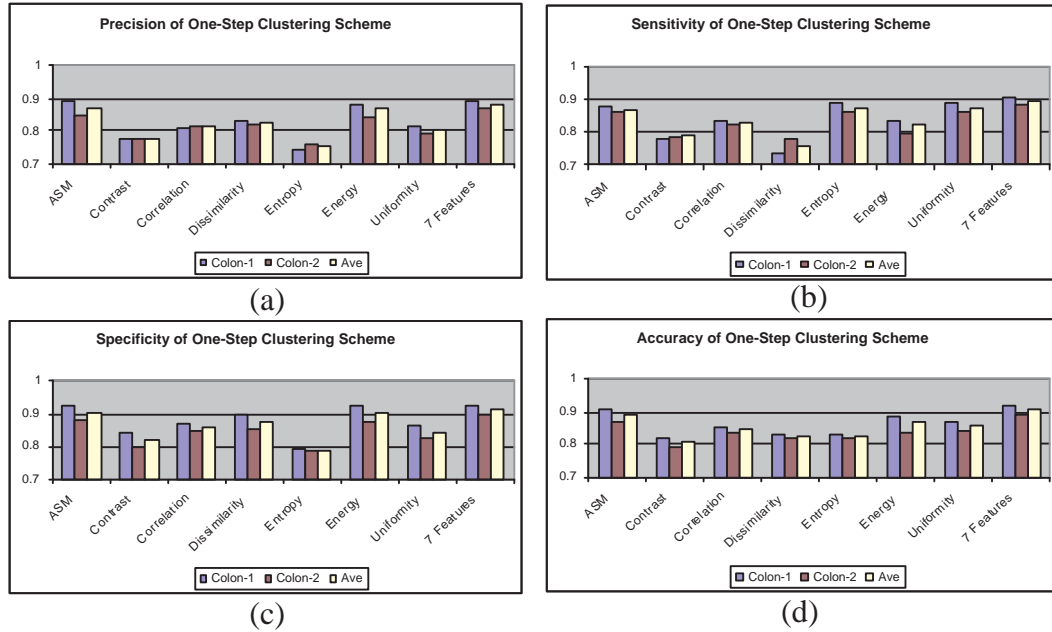 Precision of One-Step Clustering Scheme
1
0.9
0.8
0.7
ASM
Contrast
Correlation
Dissimilarity
Entropy
Energy
Uniformity
7 Features
Colon-1 Colon-2 Ave
(a)
Sensitivity of One-Step Clustering Scheme
1
0.9
0.8
0.7
ASM
Contrast
Correlation
Dissimilarity
Entropy
Energy
Uniformity
7 Features
Colon-1 Colon-2 Ave
(b)
Specificity of One-Step Clustering Scheme
1
0.9
0.8
0.7
ASM
Contrast
Correlation
Dissimilarity
Entropy
Energy
Uniformity
7 Features
Colon-1 Colon-2 Ave
(c)
Accuracy of One-Step Clustering Scheme
1
0.9
0.8
0.7
ASM
Contrast
Correlation
Dissimilarity
Entropy
Energy
Uniformity
7 Features
Colon-1 Colon-2 Ave
(d)